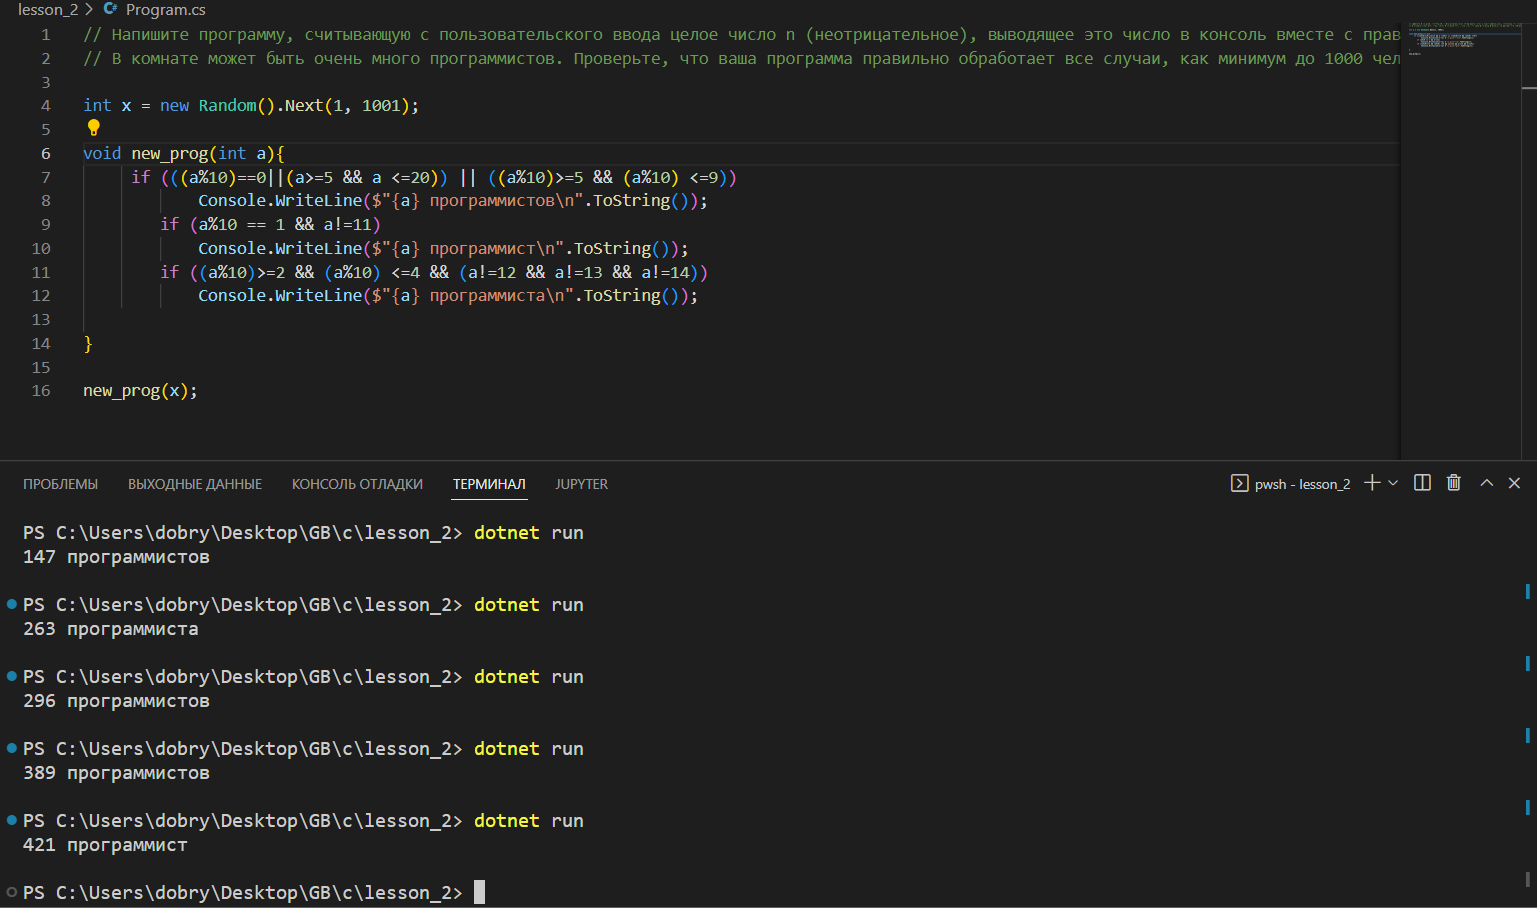 lesson_2 > C# Program.cs
1 // Напишите программу, считывающую с пользовательского ввода целое число n (неотрицательное), выводящее это число в консоль вместе с прав
2 // В комнате может быть очень много программистов. Проверьте, что ваша программа правильно обработает все случаи, как минимум до 1000 чел
3
4 int x = new Random().Next(1, 1001);
5
6 void new_prog(int a){
7 if (((a%10)==0||(a>=5 && a <=20)) || ((a%10)>=5 && (a%10) <=9))
8 Console.WriteLine($"{a} программистов\n".ToString());
9 if (a%10 == 1 && a!=11)
10 Console.WriteLine($"{a} программист\n".ToString());
11 if ((a%10)>=2 && (a%10) <=4 && (a!=12 && a!=13 && a!=14))
12 Console.WriteLine($"{a} программиста\n".ToString());
13
14 }
15
16 new_prog(x);
ПРОБЛЕМЫ ВЫХОДНЫЕ ДАННЫЕ КОНСОЛЬ ОТЛАДКИ ТЕРМИНАЛ JUPYTER pwsh - lesson_2
PS C:\Users\dobry\Desktop\GB\c\lesson_2> dotnet run
147 программистов
PS C:\Users\dobry\Desktop\GB\c\lesson_2> dotnet run
263 программиста
PS C:\Users\dobry\Desktop\GB\c\lesson_2> dotnet run
296 программистов
PS C:\Users\dobry\Desktop\GB\c\lesson_2> dotnet run
389 программистов
PS C:\Users\dobry\Desktop\GB\c\lesson_2> dotnet run
421 программист
PS C:\Users\dobry\Desktop\GB\c\lesson_2>